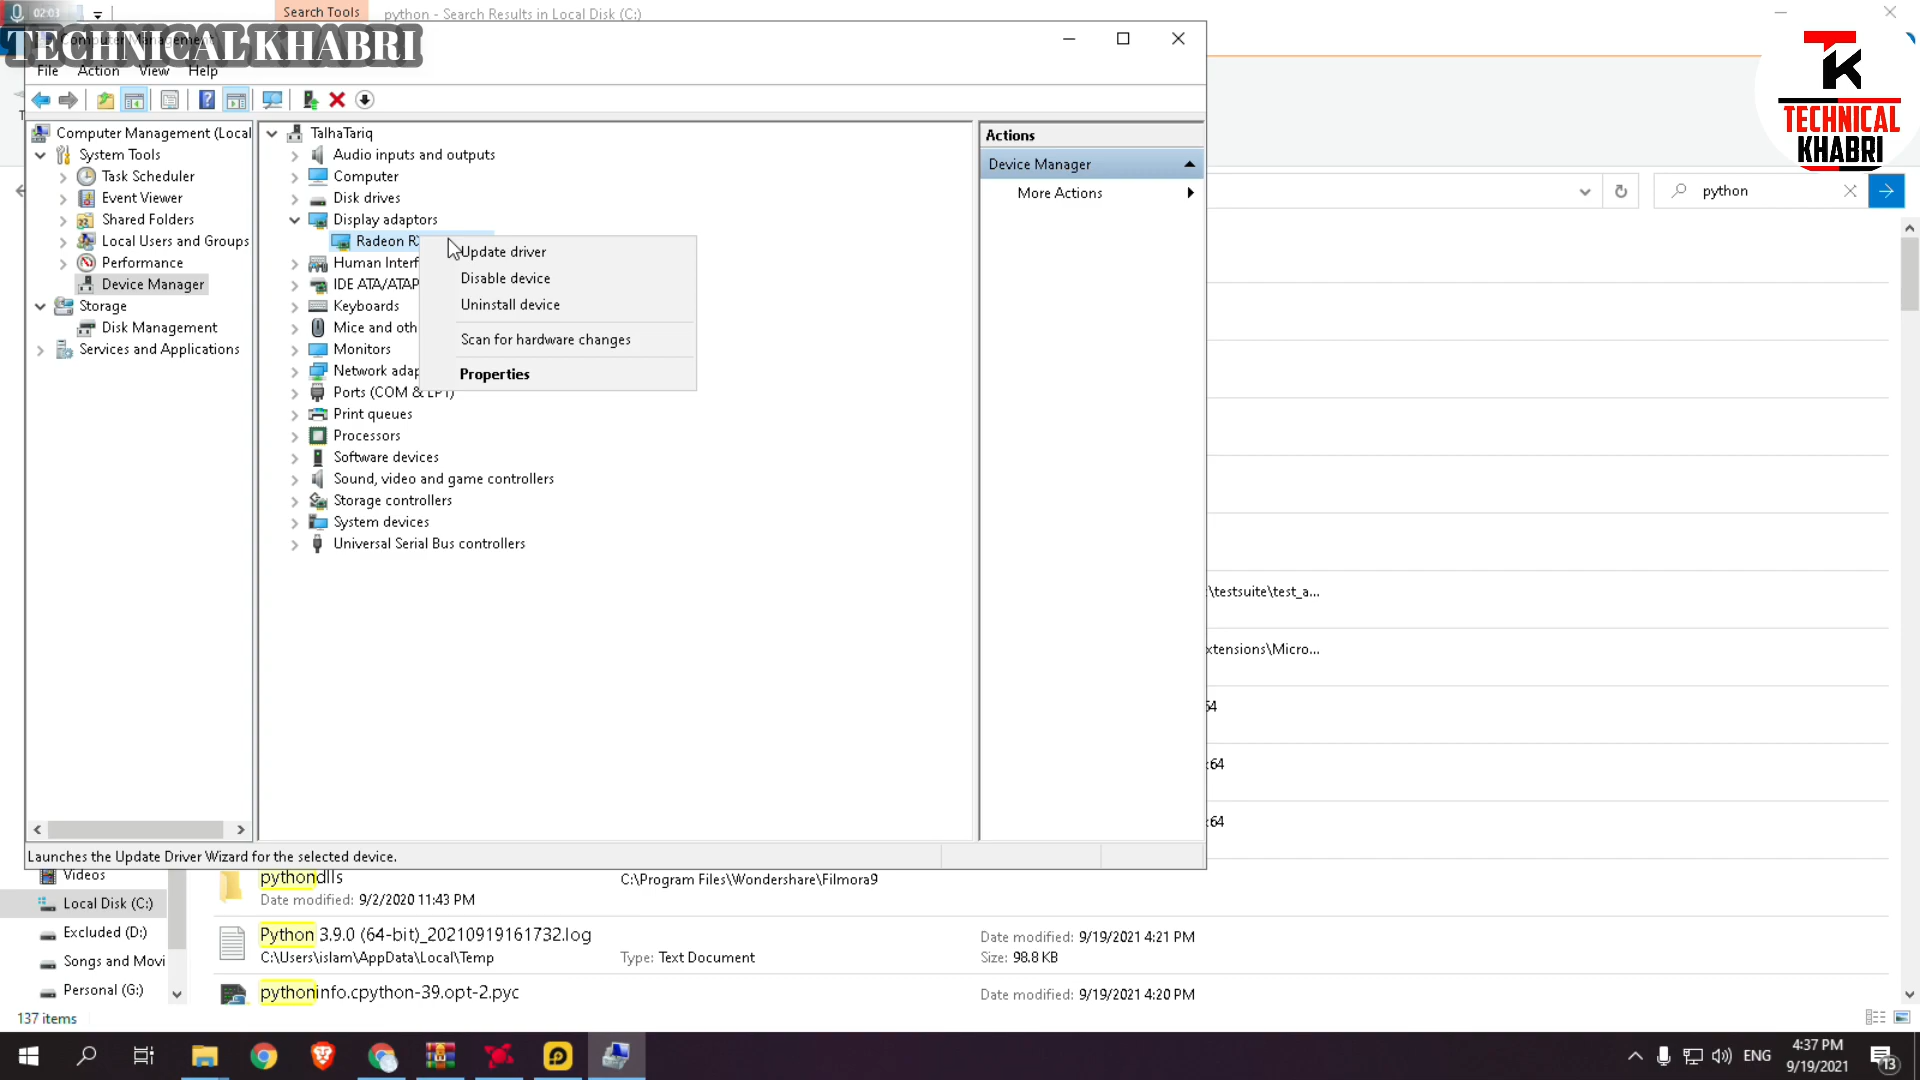 02:03
Search Tools
python - Search Results in Local Disk (C:)
TECHNICAL KHABRI
File Action View Help
TK
TECHNICAL
KHABRI
python
Computer Management (Local
System Tools
Task Scheduler
Event Viewer
Shared Folders
Local Users and Groups
Performance
Device Manager
Storage
Disk Management
Services and Applications
TalhaTariq
Audio inputs and outputs
Computer
Disk drives
Display adaptors
Radeon
Human Interf
IDE ATA/ATAP
Keyboards
Mice and oth
Monitors
Network adap
Ports (COM & LPT)
Print queues
Processors
Software devices
Sound, video and game controllers
Storage controllers
System devices
Universal Serial Bus controllers
Update driver
Disable device
Uninstall device
Scan for hardware changes
Properties
Actions
Device Manager
More Actions
\testsuite\test_a...
xtensions\Micro...
64
64
Launches the Update Driver Wizard for the selected device.
Videos
Local Disk (C:)
Excluded (D:)
Songs and Movi
Personal (G:)
137 items
pythondlls
Date modified: 9/2/2020 11:43 PM
C:\Program Files\Wondershare\Filmora9
Python 3.9.0 (64-bit)_20210919161732.log
C:\Users\islam\AppData\Local\Temp
Type: Text Document
Date modified: 9/19/2021 4:21 PM
Size: 98.8 KB
pythoninfo.cpython-39.opt-2.pyc
Date modified: 9/19/2021 4:20 PM
ENG
4:37 PM
9/19/2021
13